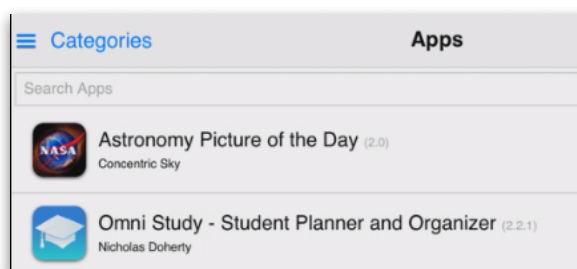 Categories
Apps
Search Apps
NASA
Astronomy Picture of the Day (2.0)
Concentric Sky
Omni Study - Student Planner and Organizer (2.2.1)
Nicholas Doherty